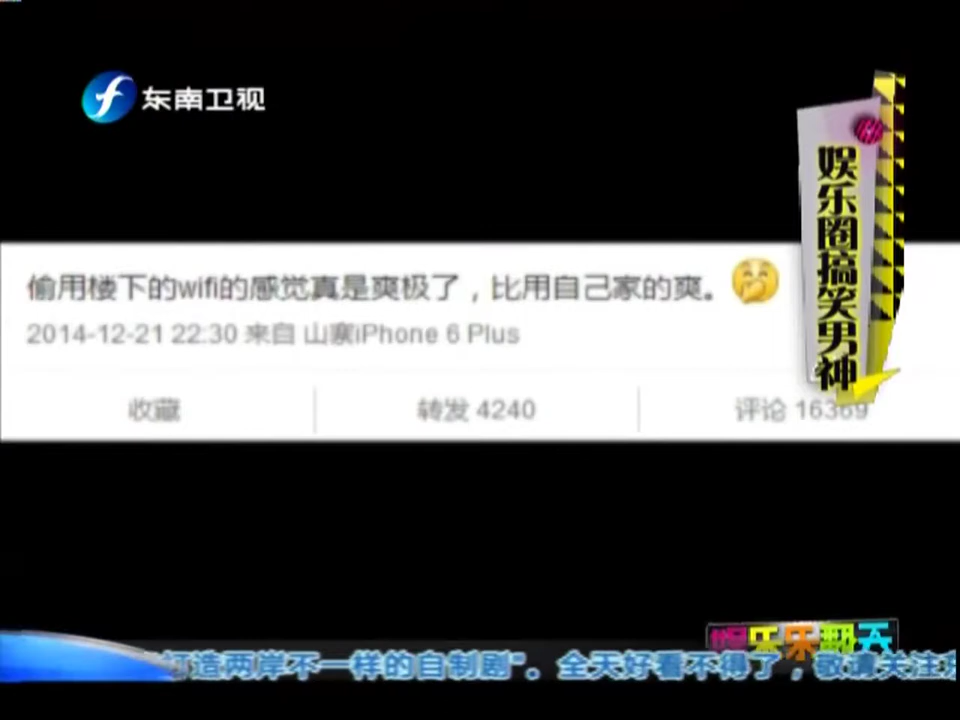 东南卫视
娱乐圈搞笑男神
偷用楼下的wifi的感觉真是爽极了，比用自己家的爽。
2014-12-21 22:30 来自 山寨iPhone 6 Plus
收藏
转发 4240
评论 16369
娱乐乐翻天
打造两岸不一样的自制剧”。全天好看不得了，敬请关注